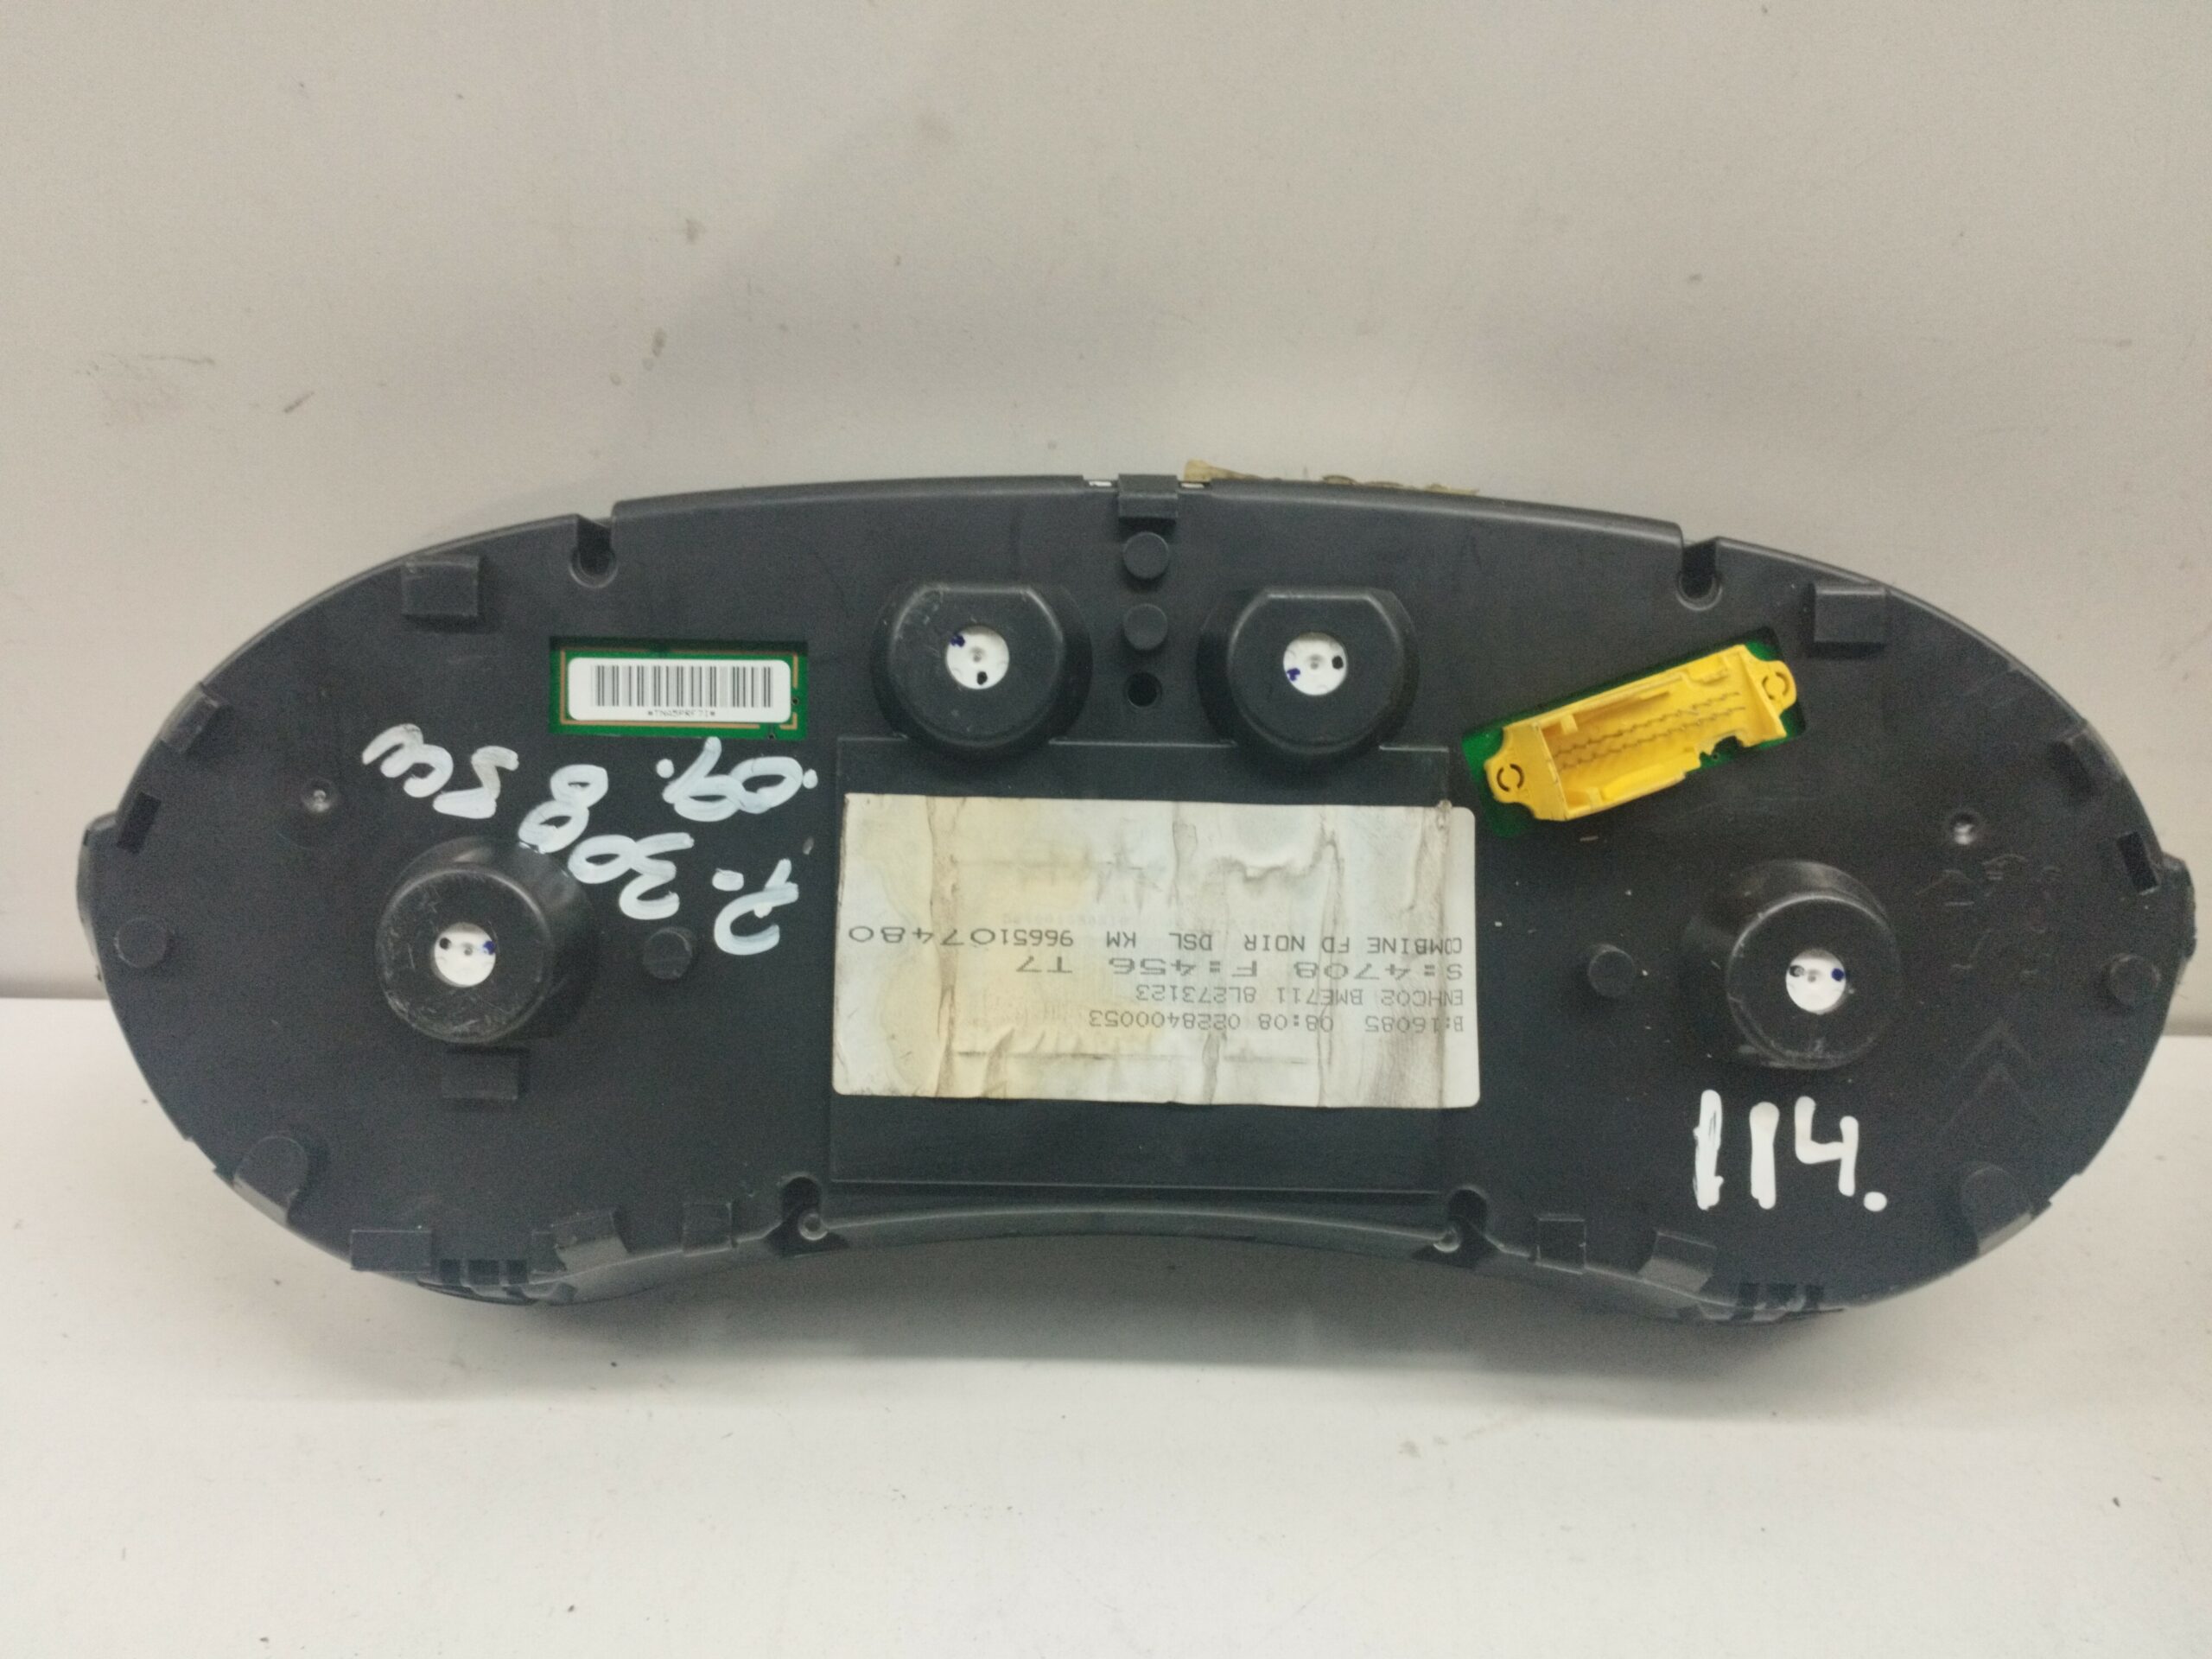 *TNA5PRF71*
P. 308 SW
09.
B:16085 08:08 0228400053
ENHC02 BME711 8L273123
S=4708 F=456 T7
COMBINE FD NOIR DSL KM 9665107480
114.